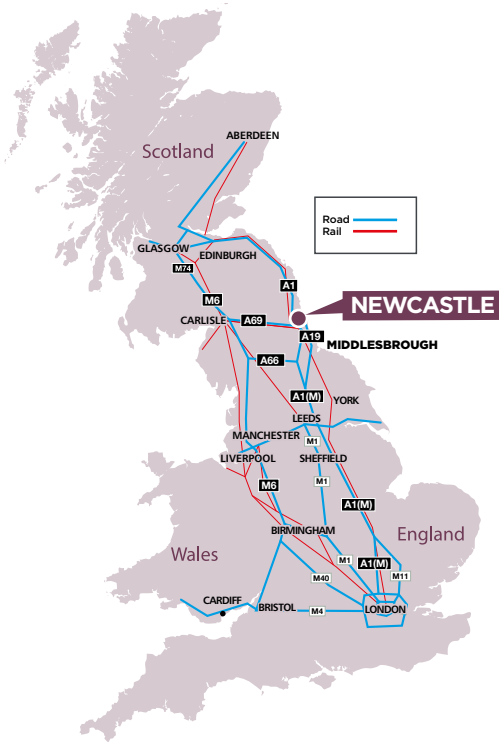 ABERDEEN
Scotland
Road
Rail
GLASGOW
EDINBURGH
M74
A1
M6
NEWCASTLE
CARLISLE
A69
A19
MIDDLESBROUGH
A66
A1(M)
YORK
LEEDS
MANCHESTER
M1
LIVERPOOL
SHEFFIELD
M6
M1
A1(M)
BIRMINGHAM
England
Wales
M1
A1(M)
M40
M11
CARDIFF
BRISTOL
M4
LONDON